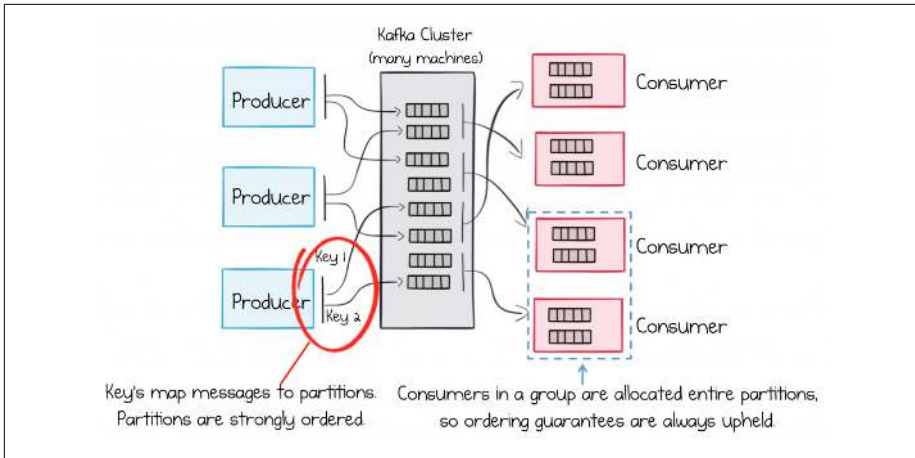 Kafka Cluster
(many machines)
Producer
Producer
Producer
Key 1
Key 2
Consumer
Consumer
Consumer
Consumer
Key's map messages to partitions.
Partitions are strongly ordered.
Consumers in a group are allocated entire partitions,
so ordering guarantees are always upheld.